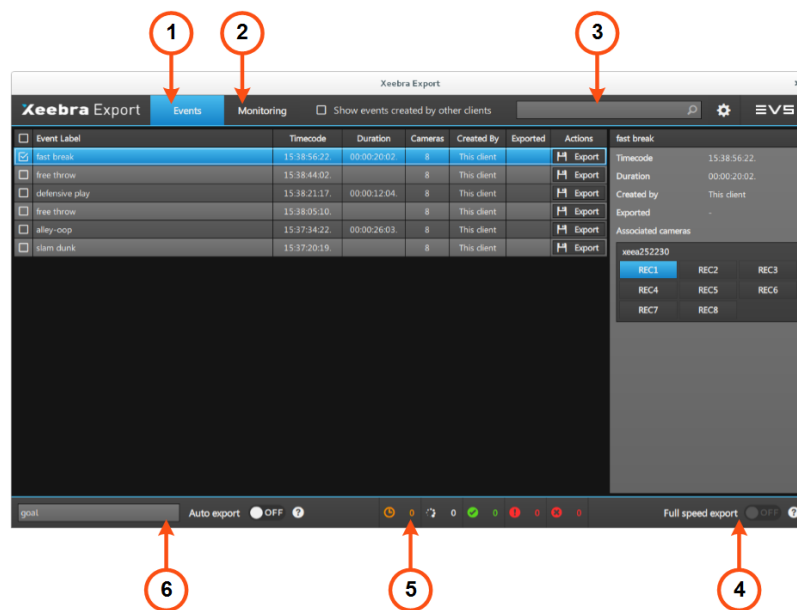 1 2 3
Xeebra Export
Xeebra Export Events Monitoring Show events created by other clients EVS
Event Label Timecode Duration Cameras Created By Exported Actions fast break
fast break 15:38:56:22. 00:00:20:02. 8 This client Export Timecode 15:38:56:22.
free throw 15:38:44:02. 8 This client Export Duration 00:00:20:02.
defensive play 15:38:21:17. 00:00:12:04. 8 This client Export Created by This client
free throw 15:38:05:10. 8 This client Export Exported -
alley-oop 15:37:34:22. 00:00:26:03. 8 This client Export Associated cameras
slam dunk 15:37:20:19. 8 This client Export xeea252230
REC1 REC2 REC3
REC4 REC5 REC6
REC7 REC8
goal Auto export OFF ? 0 0 0 ! 0 0 Full speed export OFF ?
6 5 4